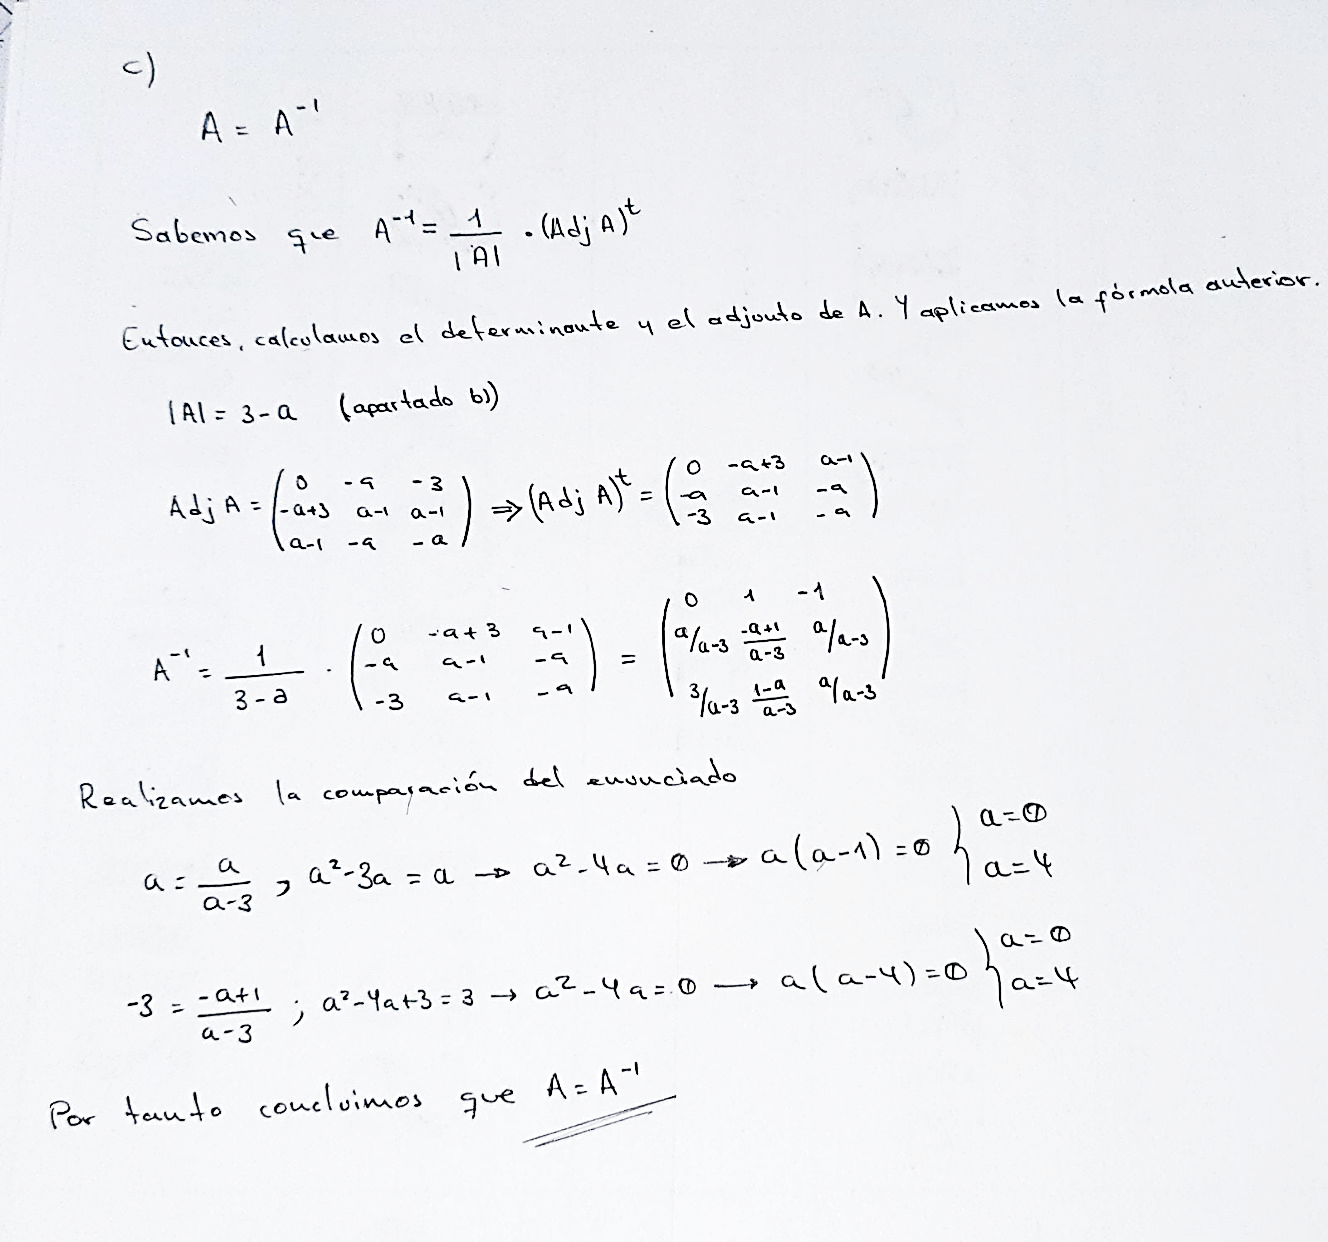 c)
A = A⁻¹
Sabemos que A⁻¹ = 1/|A| · (Adj A)ᵗ
Entonces, calculamos el determinante y el adjunto de A. Y aplicamos la fórmula anterior.
|A| = 3-a (apartado b))
Adj A = ( 0 -a -3 ; -a+3 a-1 a-1 ; a-1 -a -a ) ⇒ (Adj A)ᵗ = ( 0 -a+3 a-1 ; -a a-1 -a ; -3 a-1 -a )
A⁻¹ = 1/(3-a) · ( 0 -a+3 a-1 ; -a a-1 -a ; -3 a-1 -a ) = ( 0 1 -1 ; a/a-3 (-a+1)/(a-3) a/a-3 ; 3/a-3 (1-a)/(a-3) a/a-3 )
Realizamos la comparación del enunciado
a = a/(a-3) , a²-3a = a → a²-4a = 0 → a(a-1) = 0 } a=0 a=4
-3 = (-a+1)/(a-3) ; a²-4a+3 = 3 → a²-4a = 0 → a(a-4) = 0 } a=0 a=4
Por tanto concluimos que A = A⁻¹